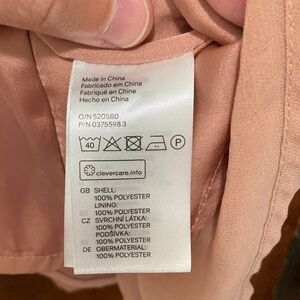 Made in China
Fabricado em China
Fabriqué en Chine
Hecho en China
O/N 520580
P/N 0375598 3
40
P
clevercare.info
GB SHELL:
100% POLYESTER
LINING:
100% POLYESTER
CZ SVRCHNÍ LÁTKA:
100% POLYESTER
PODŠÍVKA:
100% POLYESTER
DE OBERMATERIAL:
100% POLYESTER